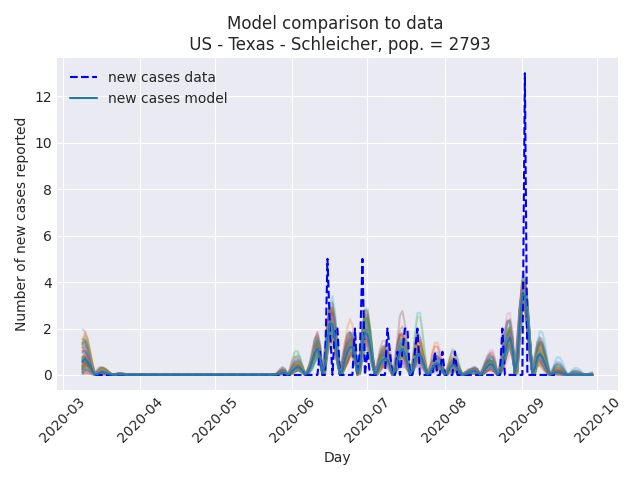 Model comparison to data
US - Texas - Schleicher, pop. = 2793
new cases data
new cases model
Number of new cases reported
12
10
8
6
4
2
0
2020-03
2020-04
2020-05
2020-06
2020-07
2020-08
2020-09
2020-10
Day